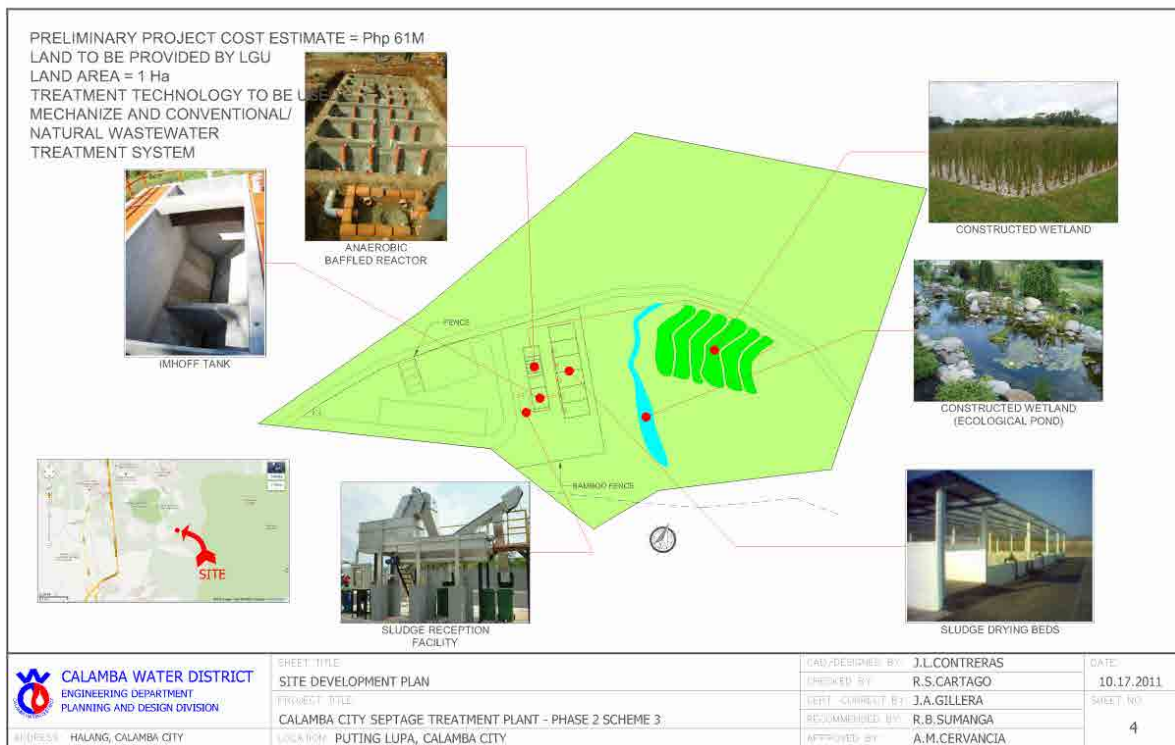 PRELIMINARY PROJECT COST ESTIMATE = Php 61M
LAND TO BE PROVIDED BY LGU
LAND AREA = 1 Ha
TREATMENT TECHNOLOGY TO BE USE
MECHANIZE AND CONVENTIONAL/
NATURAL WASTEWATER
TREATMENT SYSTEM
ANAEROBIC
BAFFLED REACTOR
CONSTRUCTED WETLAND
IMHOFF TANK
FENCE
CONSTRUCTED WETLAND
(ECOLOGICAL POND)
BAMBOO FENCE
SITE
SLUDGE RECEPTION
FACILITY
SLUDGE DRYING BEDS
CALAMBA WATER DISTRICT
ENGINEERING DEPARTMENT
PLANNING AND DESIGN DIVISION
ADDRESS: HALANG, CALAMBA CITY
SHEET TITLE:
SITE DEVELOPMENT PLAN
PROJECT TITLE:
CALAMBA CITY SEPTAGE TREATMENT PLANT - PHASE 2 SCHEME 3
LOCATION: PUTING LUPA, CALAMBA CITY
CAD/DESIGNED BY: J.L.CONTRERAS
CHECKED BY: R.S.CARTAGO
CERT. CORRECT BY: J.A.GILLERA
RECOMMENDED BY: R.B.SUMANGA
APPROVED BY: A.M.CERVANCIA
DATE:
10.17.2011
SHEET NO.
4